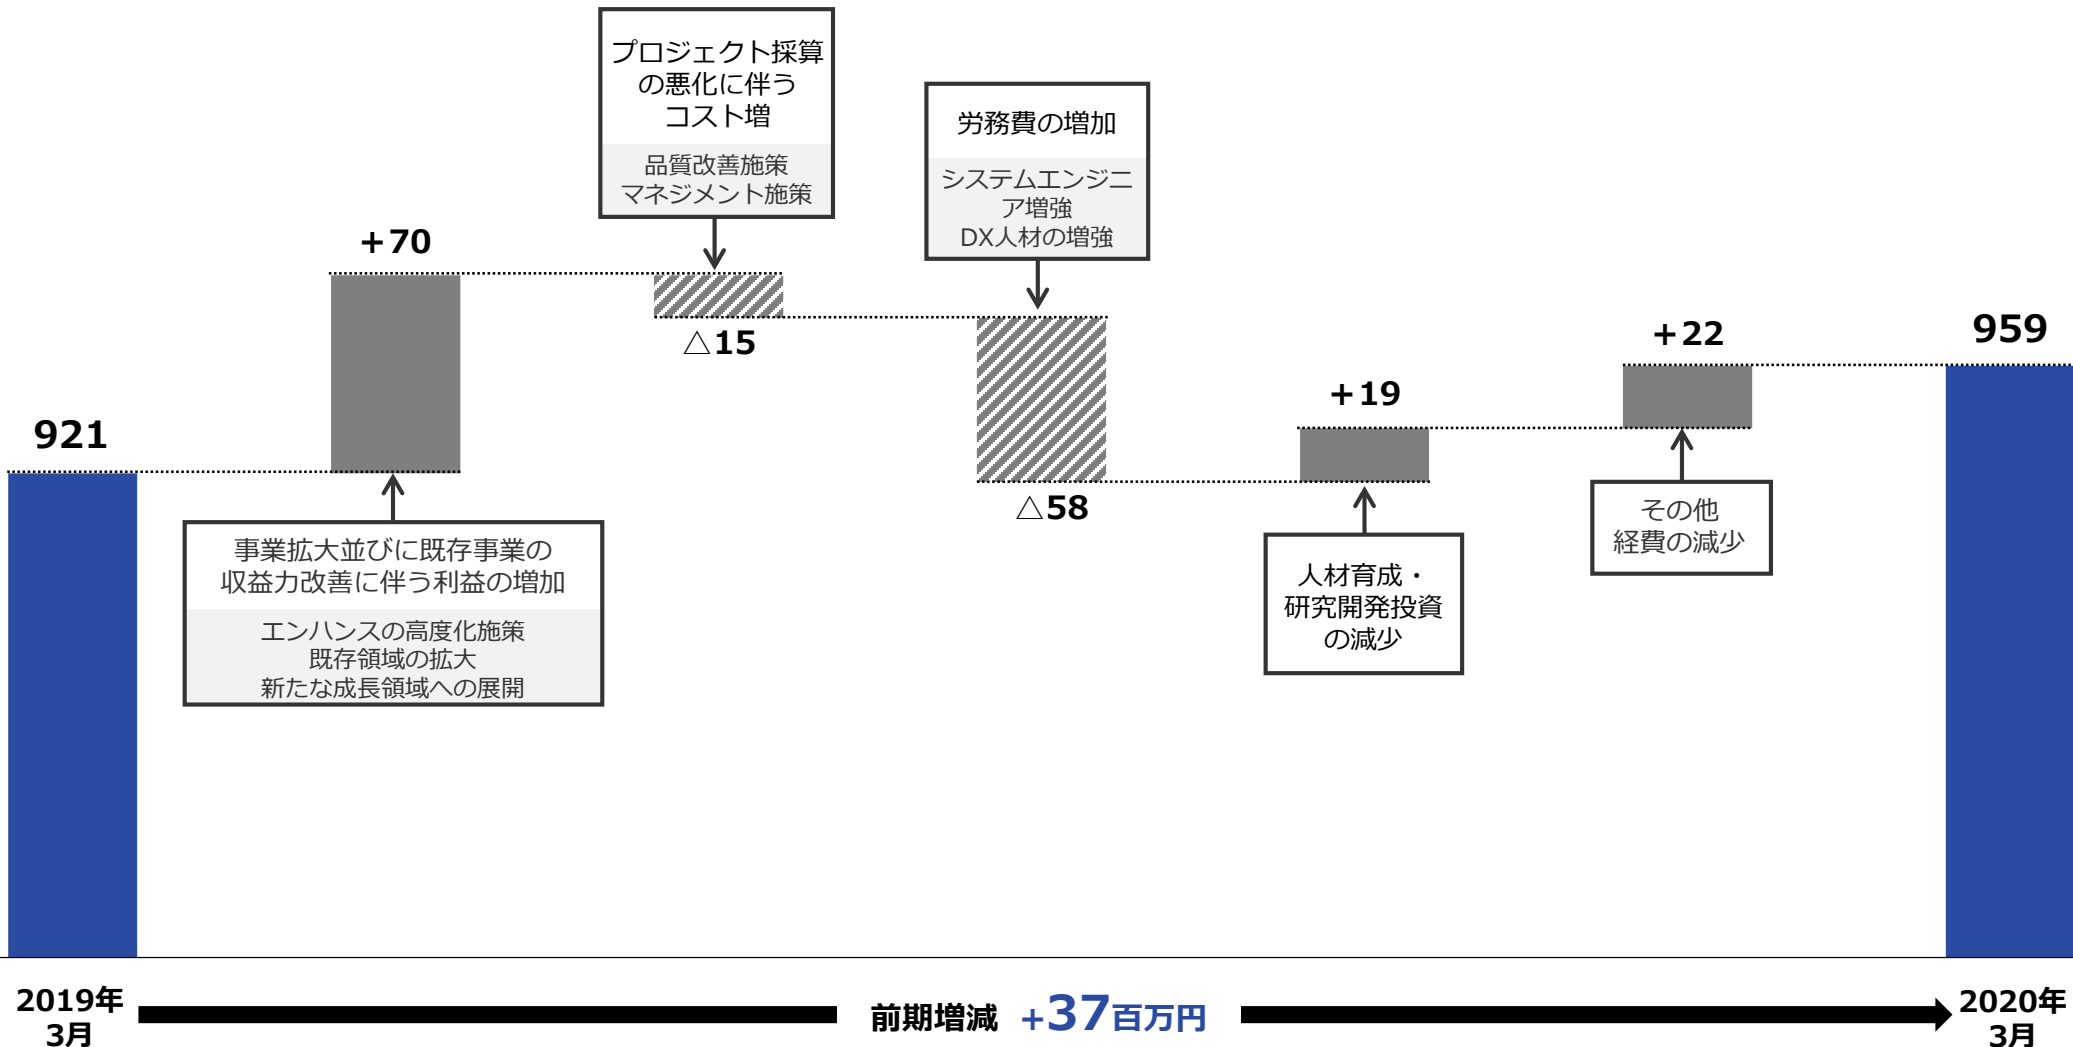 プロジェクト採算
の悪化に伴う
コスト増
品質改善施策
マネジメント施策
労務費の増加
システムエンジニ
ア増強
DX人材の増強
+70
△15
△58
+19
+22
921
959
事業拡大並びに既存事業の
収益力改善に伴う利益の増加
エンハンスの高度化施策
既存領域の拡大
新たな成長領域への展開
人材育成・
研究開発投資
の減少
その他
経費の減少
2019年
3月
前期増減 +37百万円
2020年
3月